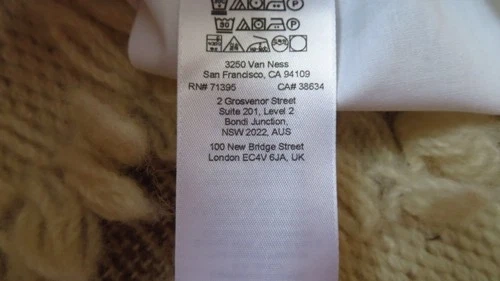 3250 Van Ness
San Francisco, CA 94109
RN# 71395 CA# 38634
2 Grosvenor Street
Suite 201, Level 2
Bondi Junction,
NSW 2022, AUS
100 New Bridge Street
London EC4V 6JA, UK